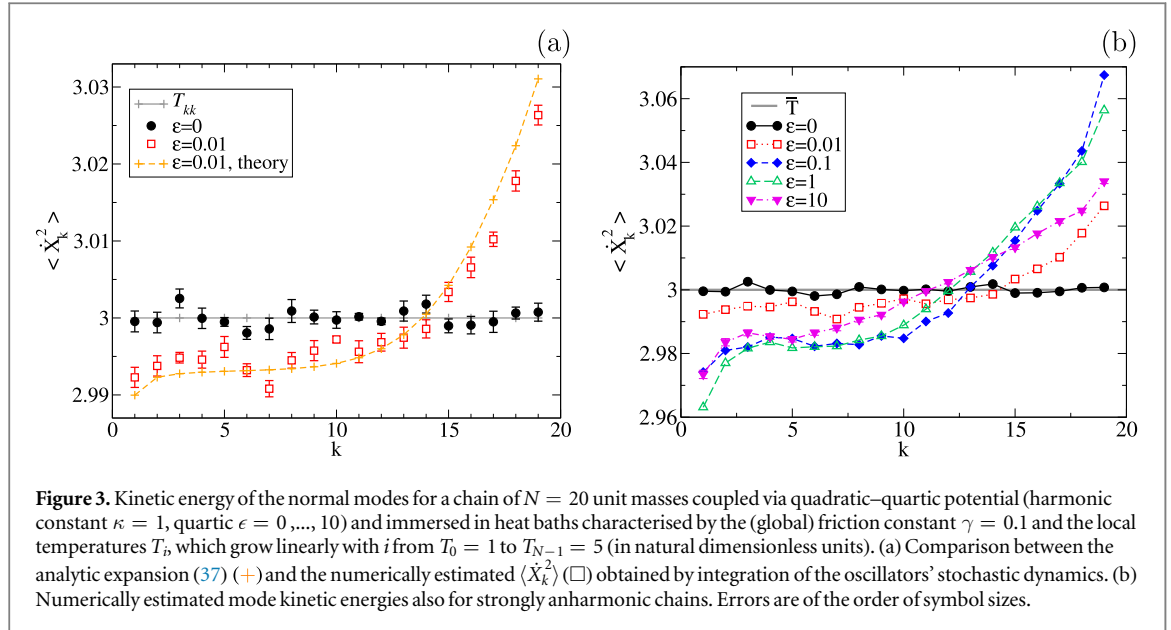 (a)
3.03
3.02
3.01
3
2.99
0 5 10 15 20
k
< Ẋ_k^2 >
T_kk
ε=0
ε=0.01
ε=0.01, theory
(b)
3.06
3.04
3.02
3
2.98
2.96
0 5 10 15 20
k
< Ẋ_k^2 >
T̅
ε=0
ε=0.01
ε=0.1
ε=1
ε=10
Figure 3. Kinetic energy of the normal modes for a chain of N = 20 unit masses coupled via quadratic–quartic potential (harmonic
constant κ = 1, quartic ϵ = 0 ,..., 10) and immersed in heat baths characterised by the (global) friction constant γ = 0.1 and the local
temperatures T_i, which grow linearly with i from T_0 = 1 to T_{N−1} = 5 (in natural dimensionless units). (a) Comparison between the
analytic expansion (37) (+) and the numerically estimated ⟨Ẋ_k^2⟩ (□) obtained by integration of the oscillators' stochastic dynamics. (b)
Numerically estimated mode kinetic energies also for strongly anharmonic chains. Errors are of the order of symbol sizes.